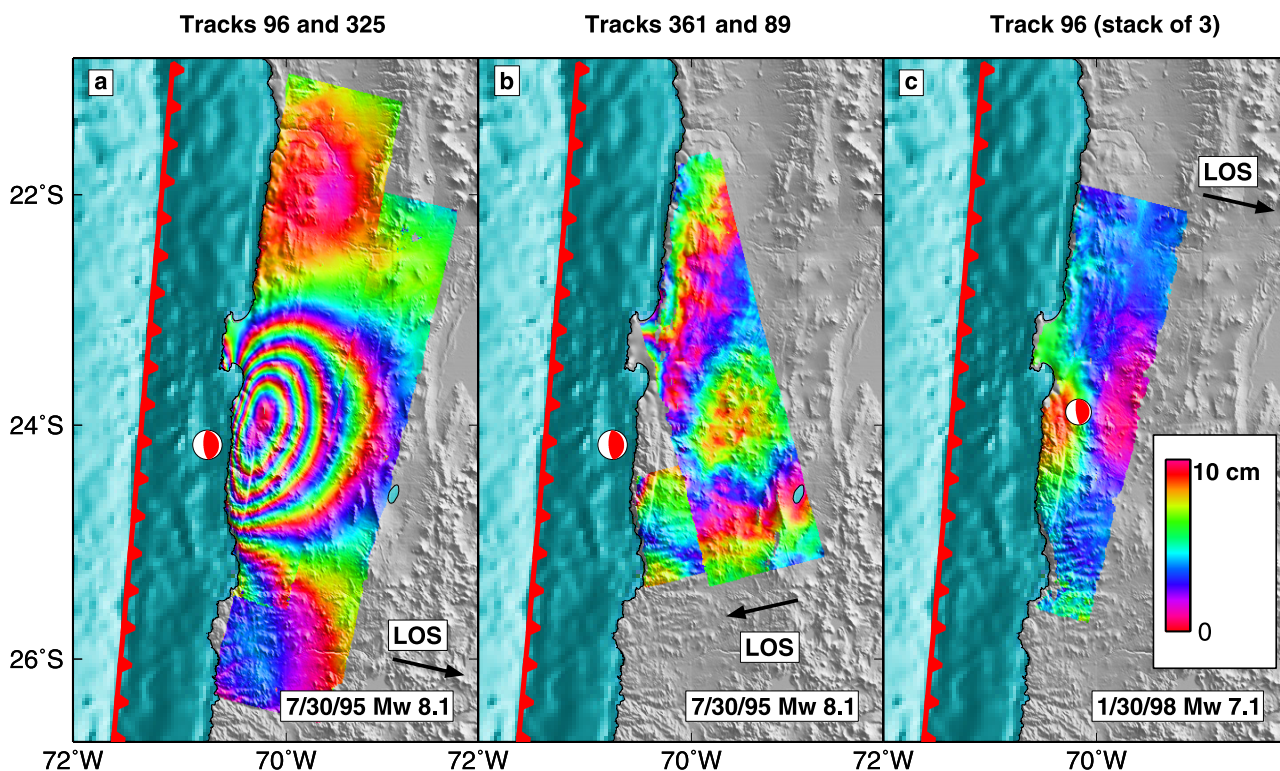 Tracks 96 and 325
Tracks 361 and 89
Track 96 (stack of 3)
a
b
c
LOS
22˚S
24˚S
26˚S
10 cm
0
LOS
LOS
7/30/95 Mw 8.1
7/30/95 Mw 8.1
1/30/98 Mw 7.1
72˚W
70˚W
72˚W
70˚W
72˚W
70˚W